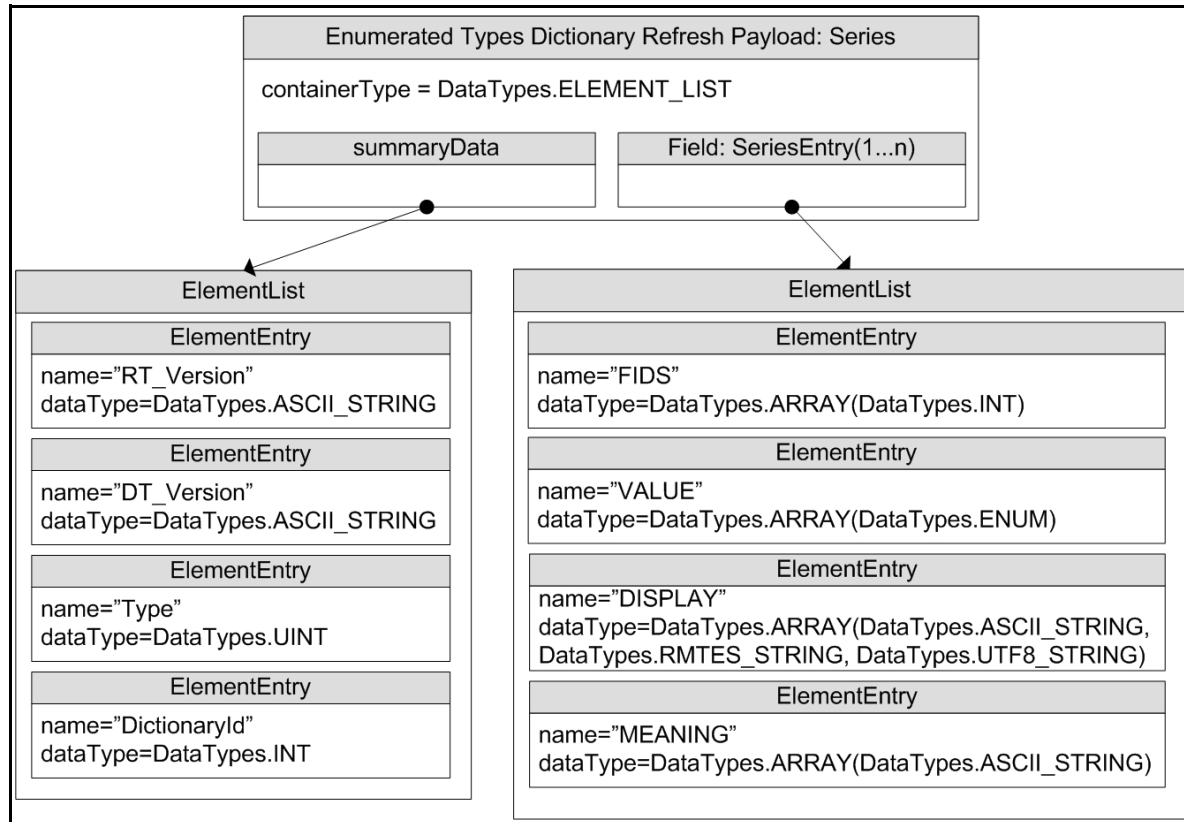 Enumerated Types Dictionary Refresh Payload: Series
containerType = DataTypes.ELEMENT_LIST
summaryData
Field: SeriesEntry(1...n)
ElementList
ElementEntry
name=”RT_Version”
dataType=DataTypes.ASCII_STRING
ElementEntry
name=”DT_Version”
dataType=DataTypes.ASCII_STRING
ElementEntry
name=”Type”
dataType=DataTypes.UINT
ElementEntry
name=”DictionaryId”
dataType=DataTypes.INT
ElementList
ElementEntry
name=”FIDS”
dataType=DataTypes.ARRAY(DataTypes.INT)
ElementEntry
name=”VALUE”
dataType=DataTypes.ARRAY(DataTypes.ENUM)
ElementEntry
name=”DISPLAY”
dataType=DataTypes.ARRAY(DataTypes.ASCII_STRING,
DataTypes.RMTES_STRING, DataTypes.UTF8_STRING)
ElementEntry
name=”MEANING”
dataType=DataTypes.ARRAY(DataTypes.ASCII_STRING)